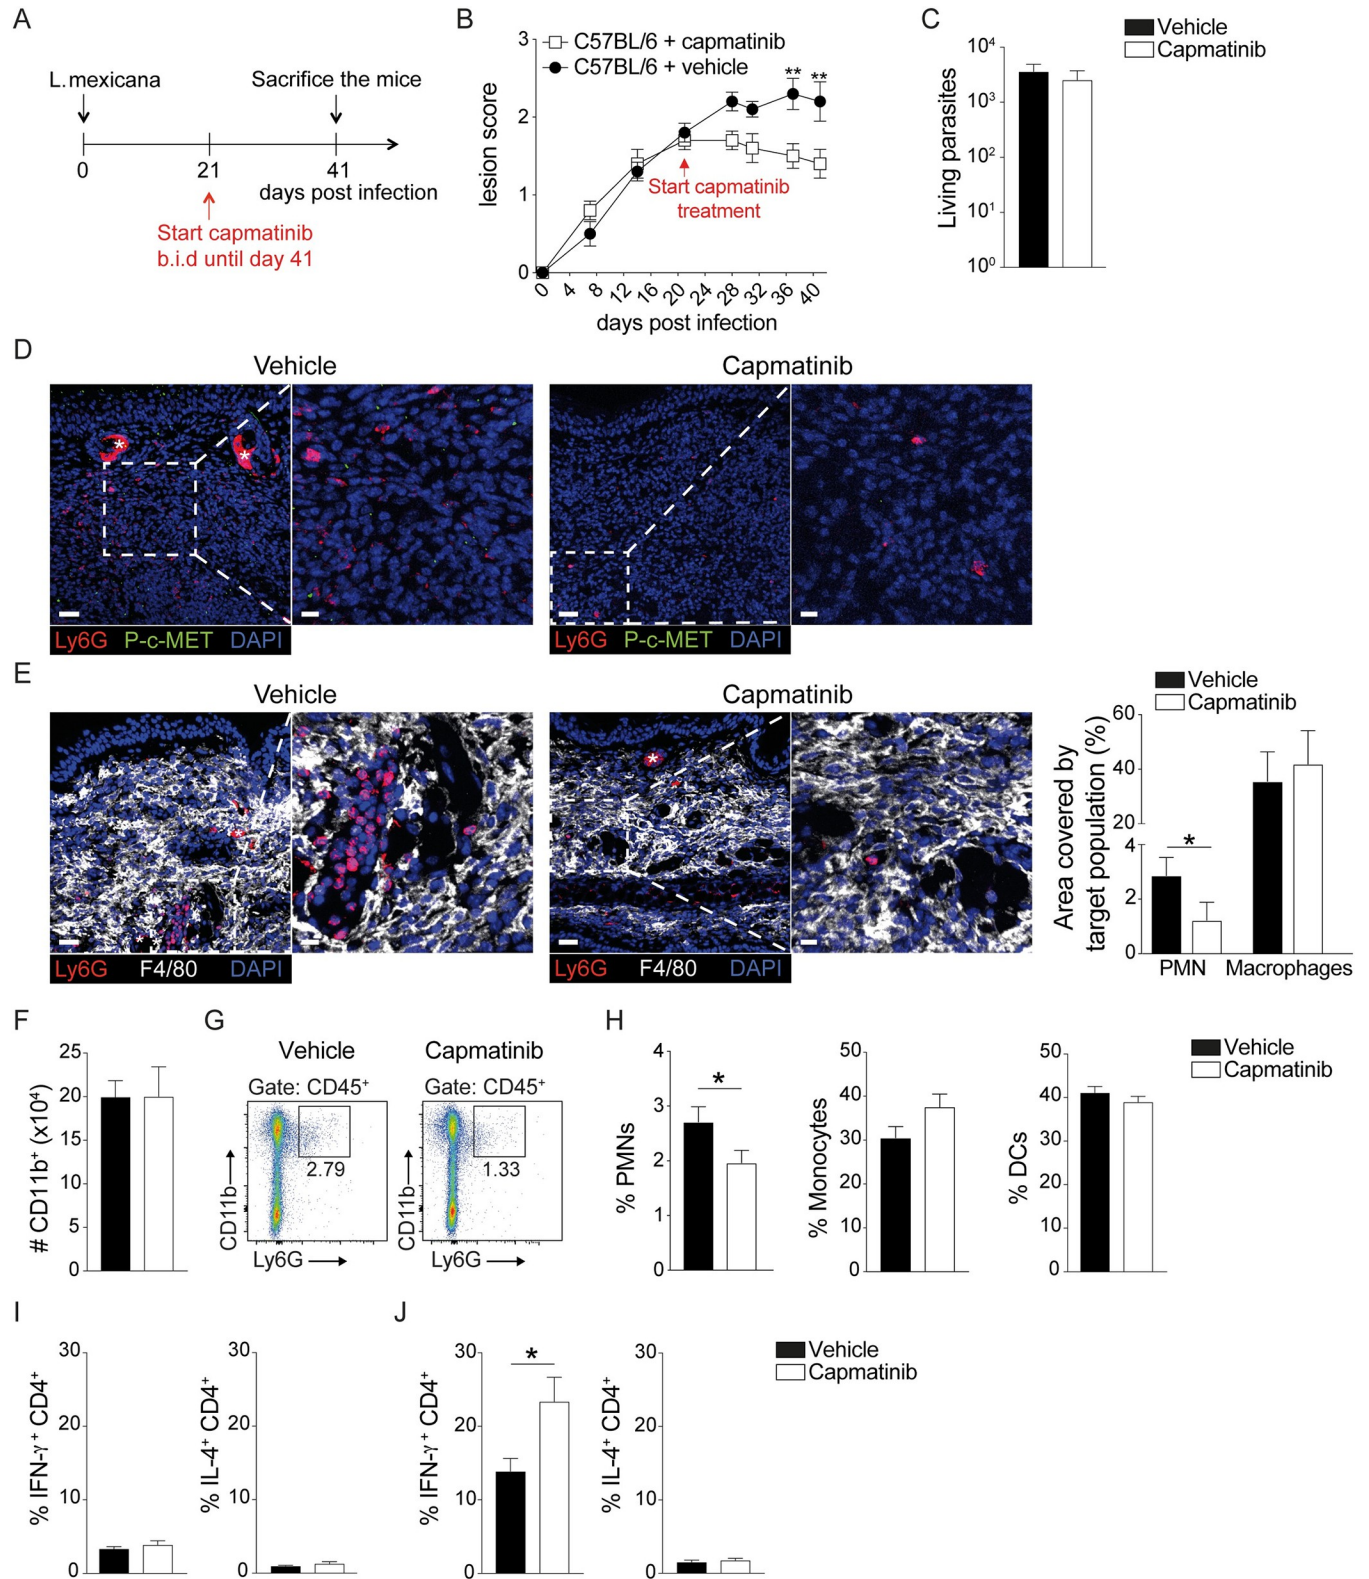 A
L.mexicana
Sacrifice the mice
0
21
41
days post infection
Start capmatinib
b.i.d until day 41
B
C57BL/6 + capmatinib
C57BL/6 + vehicle
lesion score
3
2
1
0
** **
Start capmatinib
treatment
0 4 8 12 16 20 24 28 32 36 40
days post infection
C
Vehicle
Capmatinib
Living parasites
10⁴
10³
10²
10¹
10⁰
D
Vehicle
Capmatinib
* *
Ly6G P-c-MET DAPI
Ly6G P-c-MET DAPI
E
Vehicle
Capmatinib
*
*
Ly6G F4/80 DAPI
Ly6G F4/80 DAPI
Vehicle
Capmatinib
Area covered by
target population (%)
60
40
20
4
2
0
*
PMN Macrophages
F
# CD11b⁺ (x10⁴)
25
20
15
10
5
0
G
Vehicle
Capmatinib
Gate: CD45⁺
Gate: CD45⁺
2.79
1.33
CD11b
CD11b
Ly6G
Ly6G
H
% PMNs
4
3
2
1
0
*
% Monocytes
50
40
30
20
10
0
% DCs
50
40
30
20
10
0
Vehicle
Capmatinib
I
% IFN-γ⁺ CD4⁺
30
20
10
0
% IL-4⁺ CD4⁺
30
20
10
0
J
% IFN-γ⁺ CD4⁺
30
20
10
0
*
% IL-4⁺ CD4⁺
30
20
10
0
Vehicle
Capmatinib